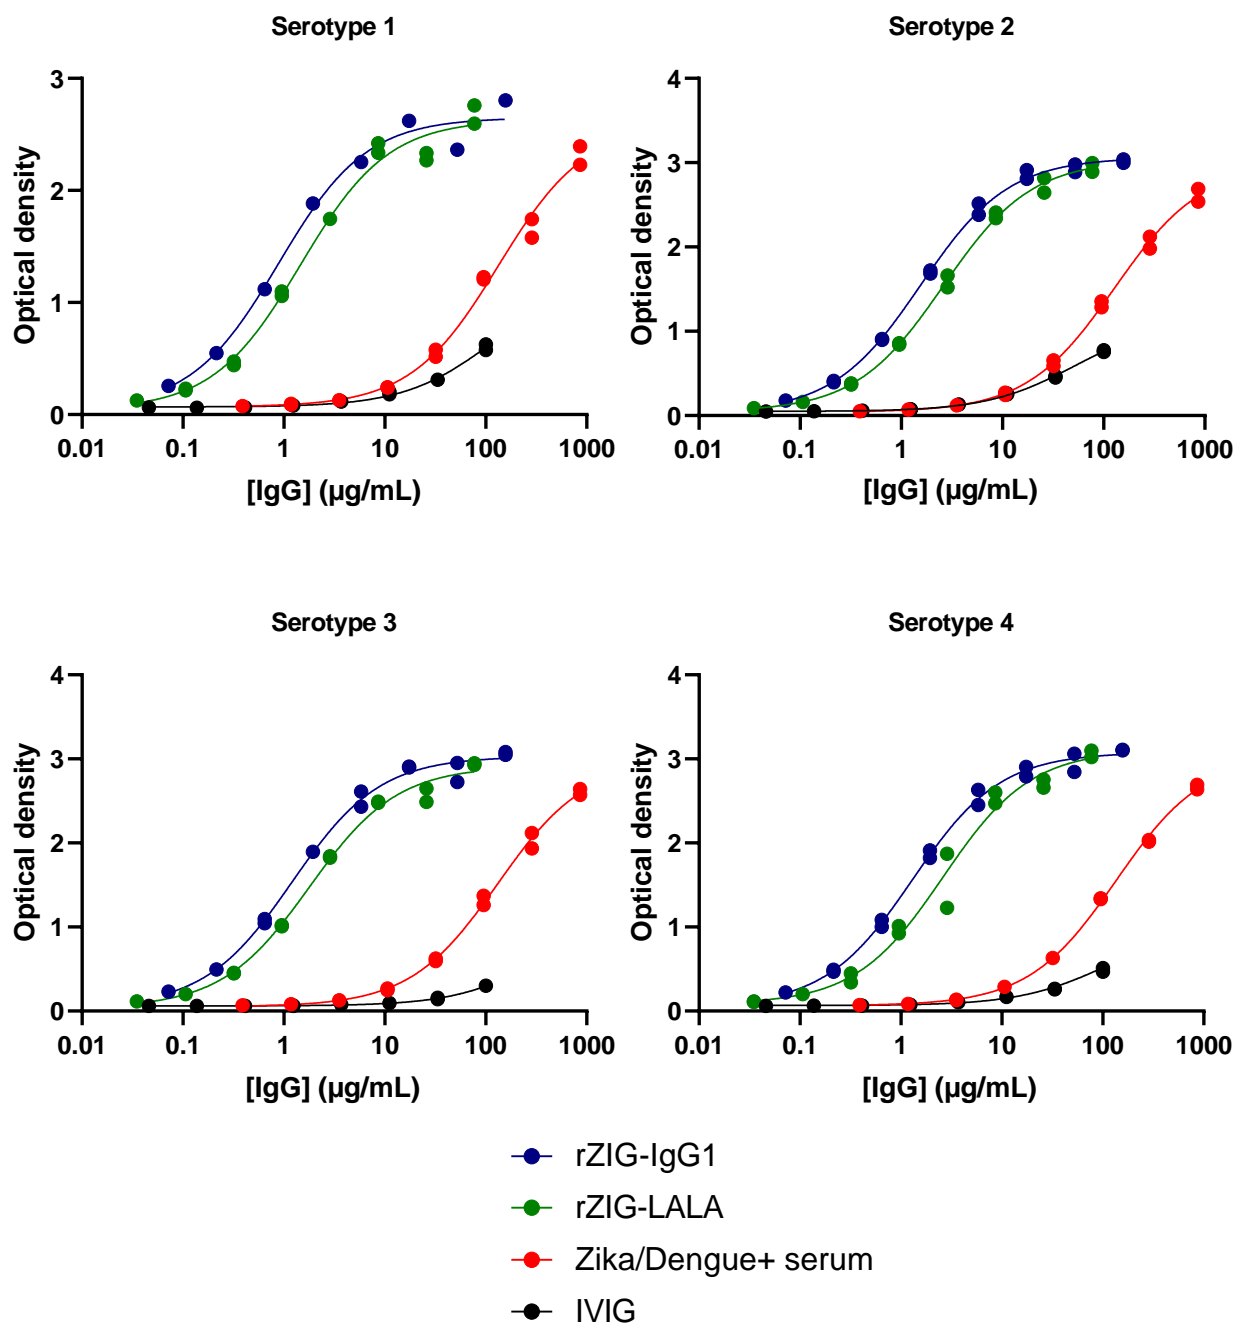 Serotype 1
Serotype 2
Optical density
3
2
1
0
0.01 0.1 1 10 100 1000
[IgG] (µg/mL)
Optical density
4
3
2
1
0
0.01 0.1 1 10 100 1000
[IgG] (µg/mL)
Serotype 3
Serotype 4
Optical density
4
3
2
1
0
0.01 0.1 1 10 100 1000
[IgG] (µg/mL)
Optical density
4
3
2
1
0
0.01 0.1 1 10 100 1000
[IgG] (µg/mL)
rZIG-IgG1
rZIG-LALA
Zika/Dengue+ serum
IVIG